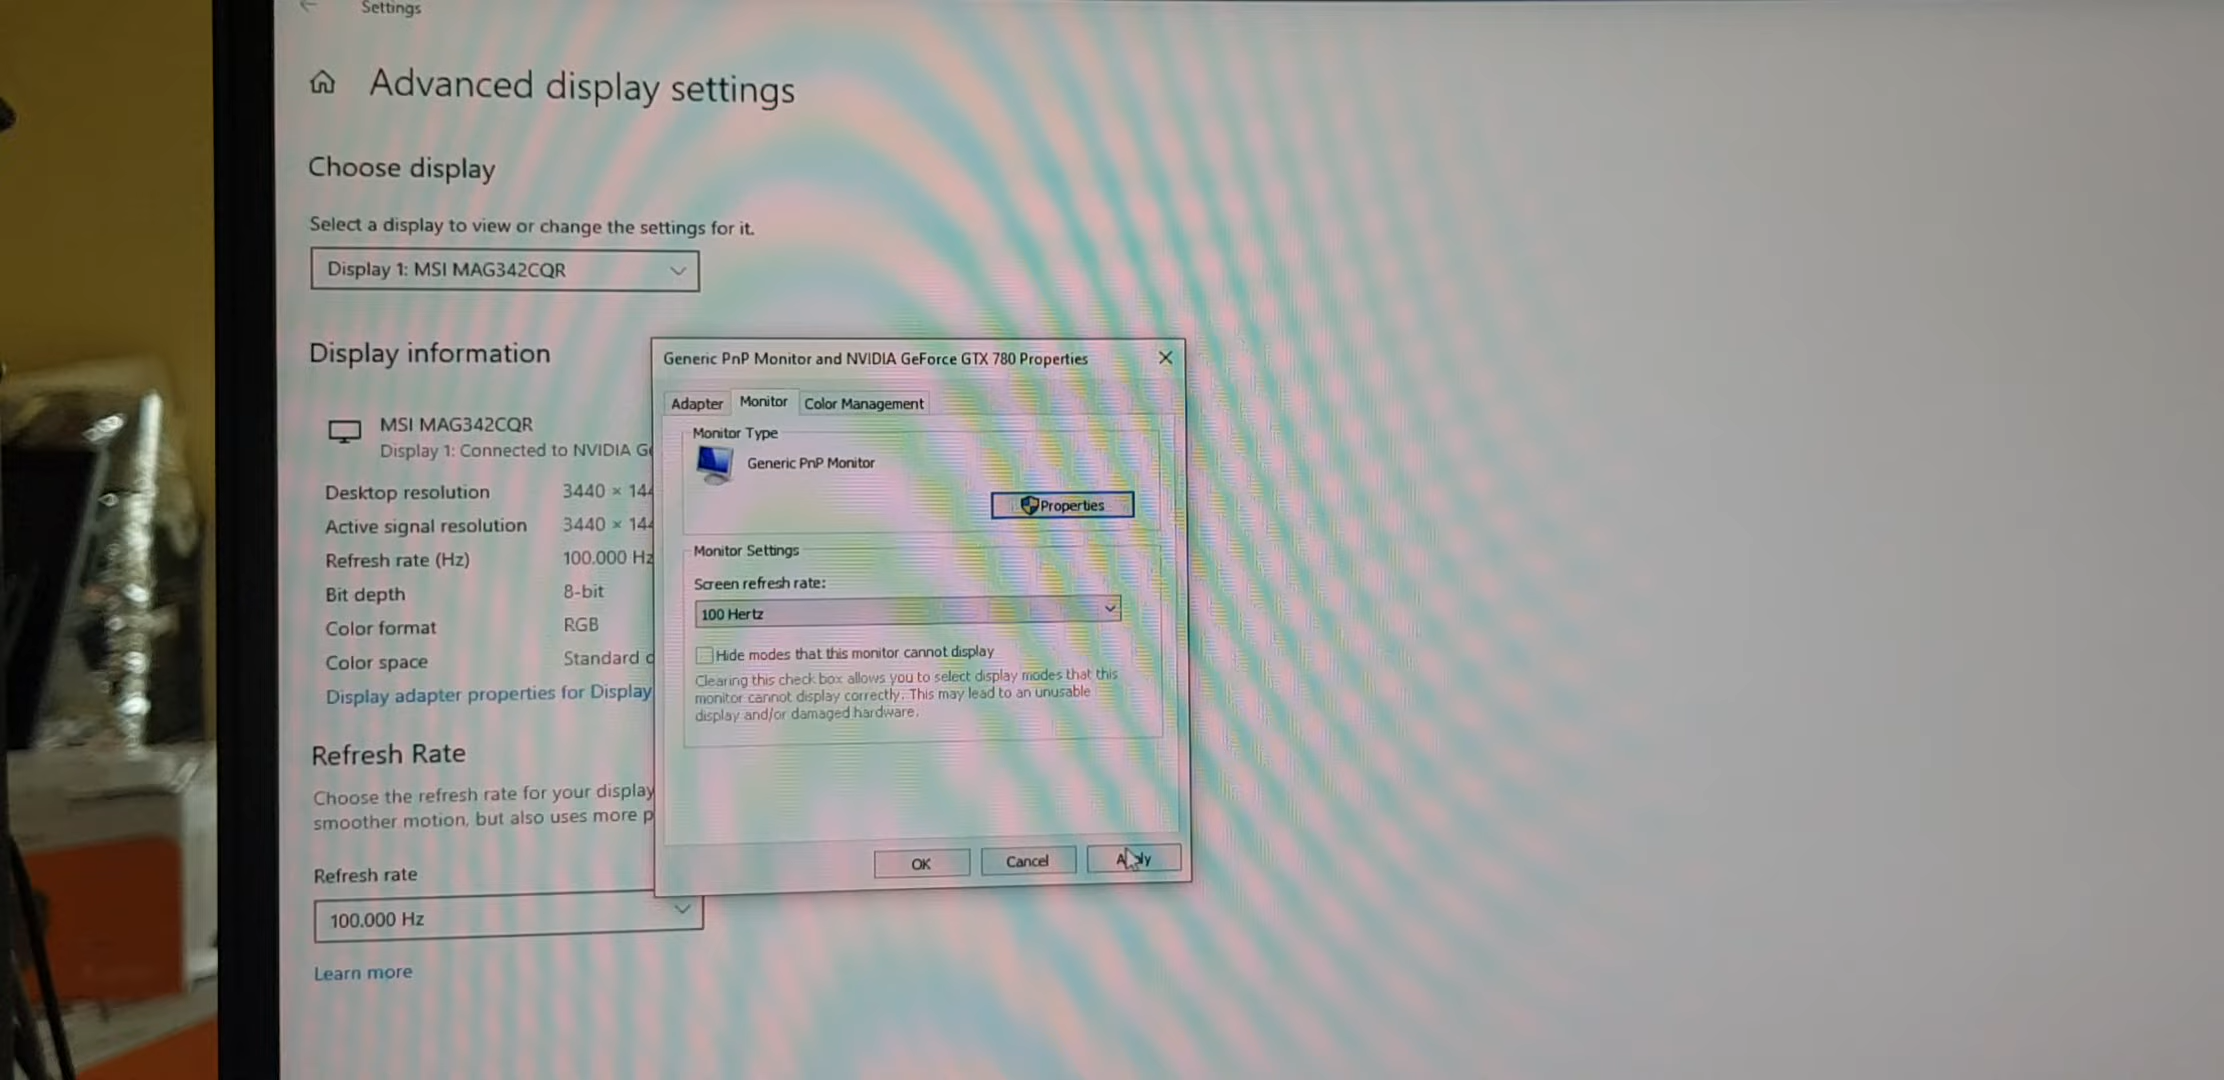 Settings
Advanced display settings
Choose display
Select a display to view or change the settings for it.
Display 1: MSI MAG342CQR
Display information
MSI MAG342CQR
Display 1: Connected to NVIDIA
Desktop resolution 3440 ×
Active signal resolution 3440 ×
Refresh rate (Hz) 100.000 Hz
Bit depth 8-bit
Color format RGB
Color space Standard
Display adapter properties for Display
Refresh Rate
Choose the refresh rate for your display
smoother motion, but also uses more
Refresh rate
100.000 Hz
Learn more
Generic PnP Monitor and NVIDIA GeForce GTX 780 Properties
Adapter Monitor Color Management
Monitor Type
Generic PnP Monitor
Properties
Monitor Settings
Screen refresh rate:
100 Hertz
Hide modes that this monitor cannot display
Clearing this check box allows you to select display modes that this
monitor cannot display correctly. This may lead to an unusable
display and/or damaged hardware.
OK Cancel